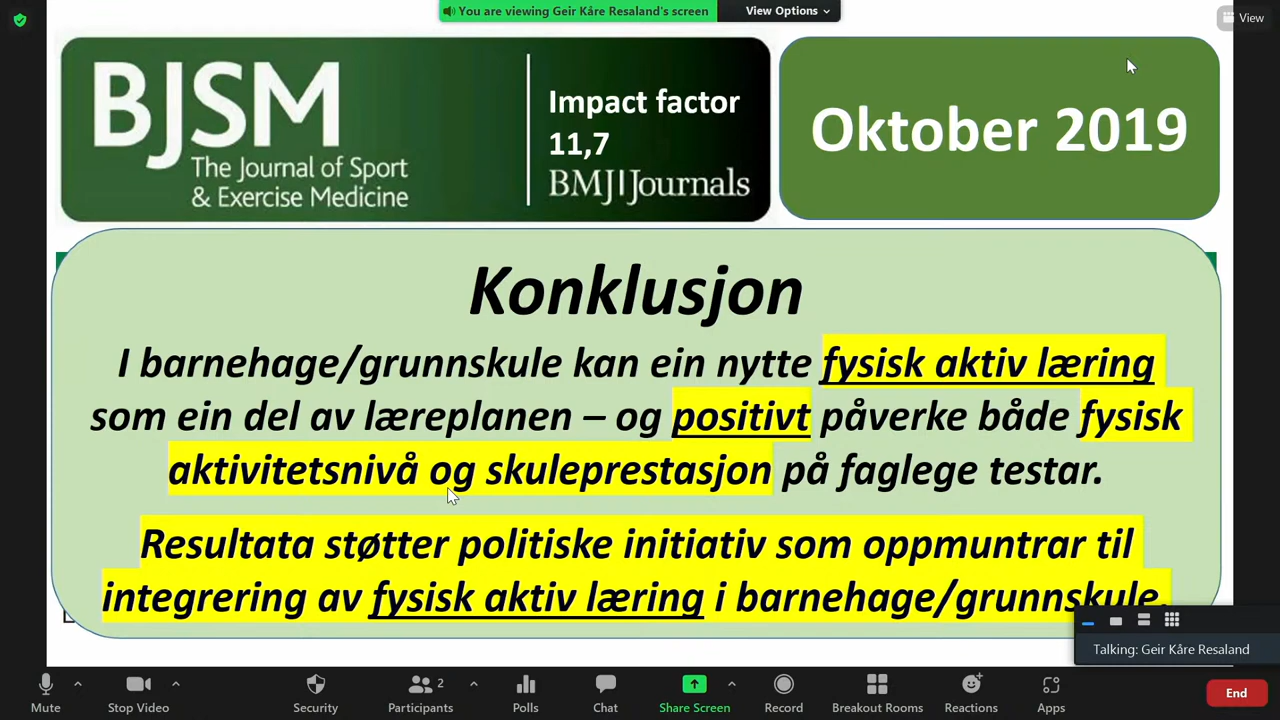 You are viewing Geir Kåre Resaland's screen
View Options
View
BJSM
The Journal of Sport
& Exercise Medicine
Impact factor
11,7
BMJ Journals
Oktober 2019
Konklusjon
I barnehage/grunnskule kan ein nytte fysisk aktiv læring
som ein del av læreplanen – og positivt påverke både fysisk
aktivitetsnivå og skuleprestasjon på faglege testar.
Resultata støtter politiske initiativ som oppmuntrar til
integrering av fysisk aktiv læring i barnehage/grunnskule.
Talking: Geir Kåre Resaland
2
Mute
Stop Video
Security
Participants
Polls
Chat
Share Screen
Record
Breakout Rooms
Reactions
Apps
End